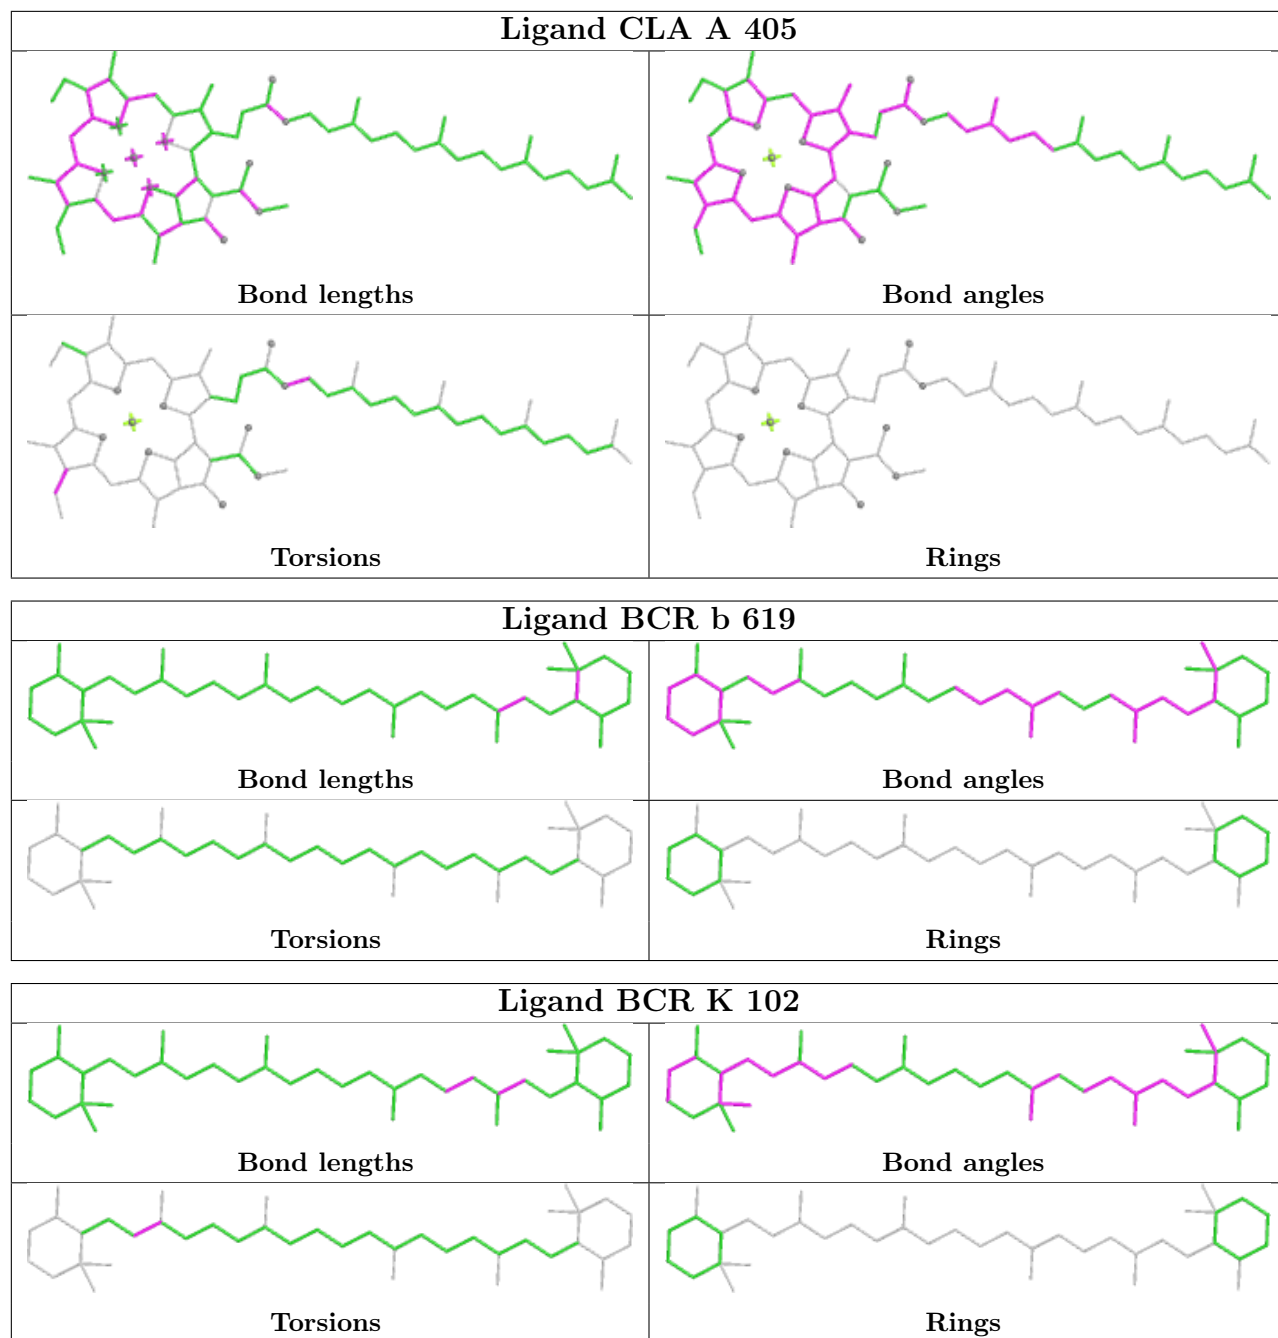 Ligand CLA A 405
Bond lengths
Bond angles
Torsions
Rings
Ligand BCR b 619
Bond lengths
Bond angles
Torsions
Rings
Ligand BCR K 102
Bond lengths
Bond angles
Torsions
Rings